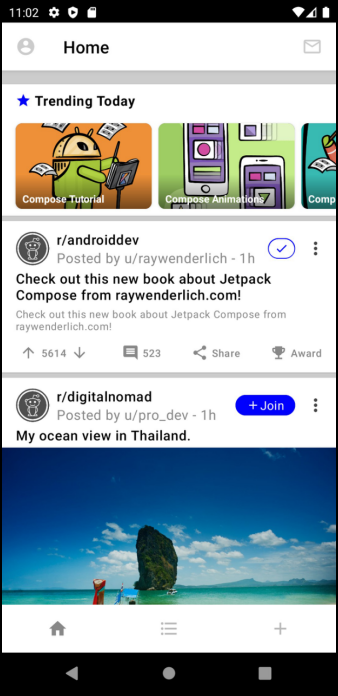 11:02
Home
Trending Today
Compose Tutorial
Compose Animations
Comp
r/androiddev
Posted by u/raywenderlich - 1h
Check out this new book about Jetpack
Compose from raywenderlich.com!
Check out this new book about Jetpack Compose from
raywenderlich.com!
5614
523
Share
Award
r/digitalnomad
Posted by u/pro_dev - 1h
+ Join
My ocean view in Thailand.